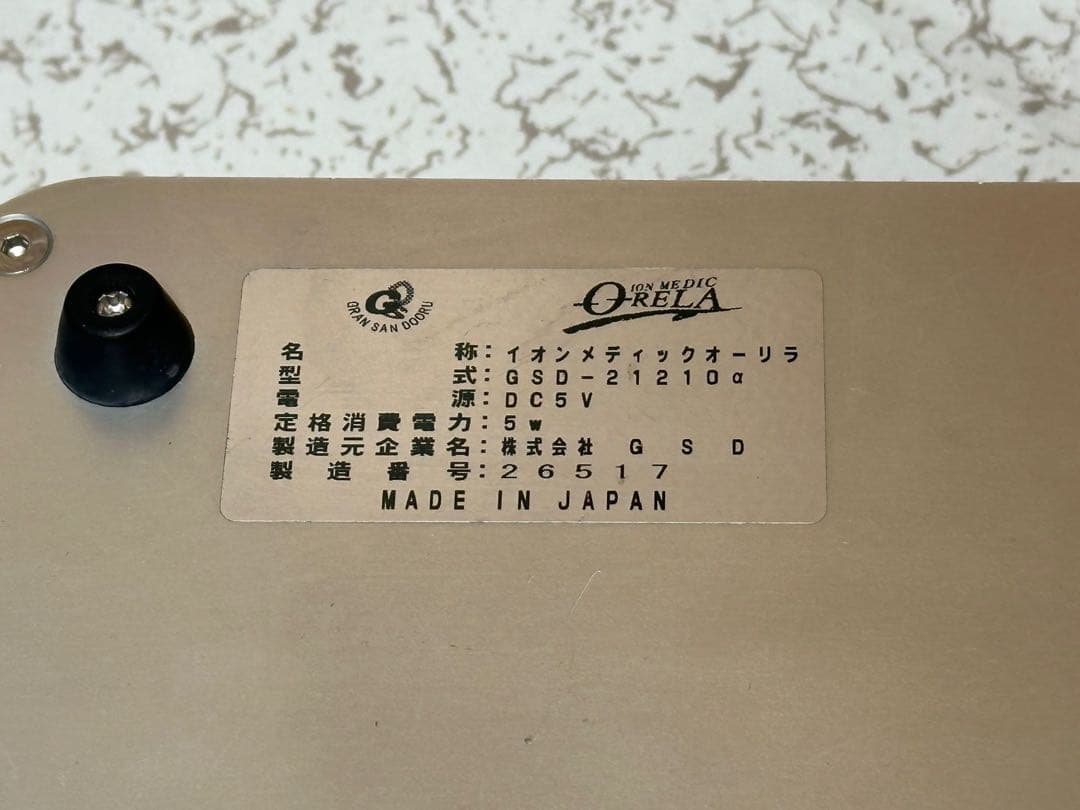 GRAN SAN DOORU
ION MEDIC
O-RELA
名称：イオンメディックオーリラ
型式：GSD-21210α
電源：DC5V
定格消費電力：5w
製造元企業名：株式会社 GSD
製造番号：26517
MADE IN JAPAN